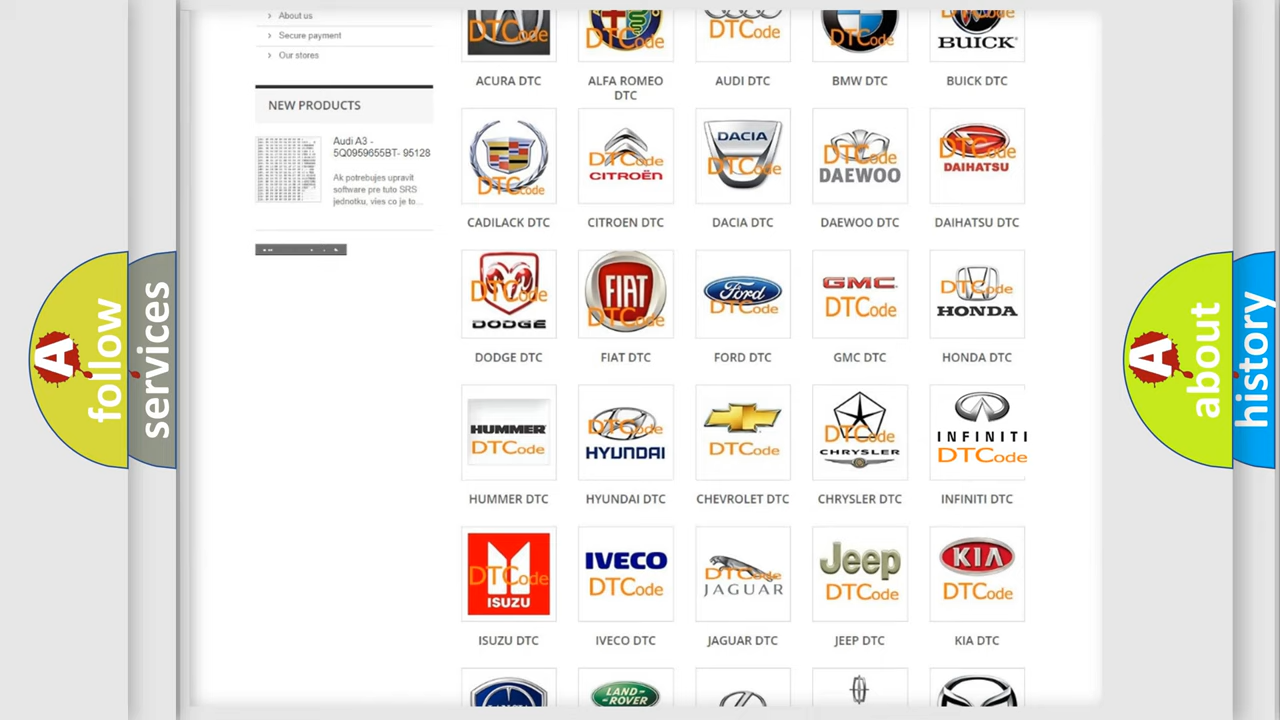 About us
Secure payment
Our stores
NEW PRODUCTS
Audi A3 -
5Q0959655BT- 95128
Ak potrebujes upravit
software pre tuto SRS
jednotku, vies co je to...
DTCode
DTCode
DTCode
DTCode
BUICK
ACURA DTC
ALFA ROMEO
DTC
AUDI DTC
BMW DTC
BUICK DTC
DTCode
DTCode
CITROËN
DACIA
DTCode
DTCode
DAEWOO
DTCode
DAIHATSU
CADILACK DTC
CITROEN DTC
DACIA DTC
DAEWOO DTC
DAIHATSU DTC
DTCode
DODGE
FIAT
DTCode
Ford
DTCode
GMC
DTCode
DTCode
HONDA
DODGE DTC
FIAT DTC
FORD DTC
GMC DTC
HONDA DTC
HUMMER
DTCode
DTCode
HYUNDAI
DTCode
DTCode
CHRYSLER
INFINITI
DTCode
HUMMER DTC
HYUNDAI DTC
CHEVROLET DTC
CHRYSLER DTC
INFINITI DTC
DTCode
ISUZU
IVECO
DTCode
DTCode
JAGUAR
Jeep
DTCode
KIA
DTCode
ISUZU DTC
IVECO DTC
JAGUAR DTC
JEEP DTC
KIA DTC
LAND-
ROVER
A
follow
services
A
about
history